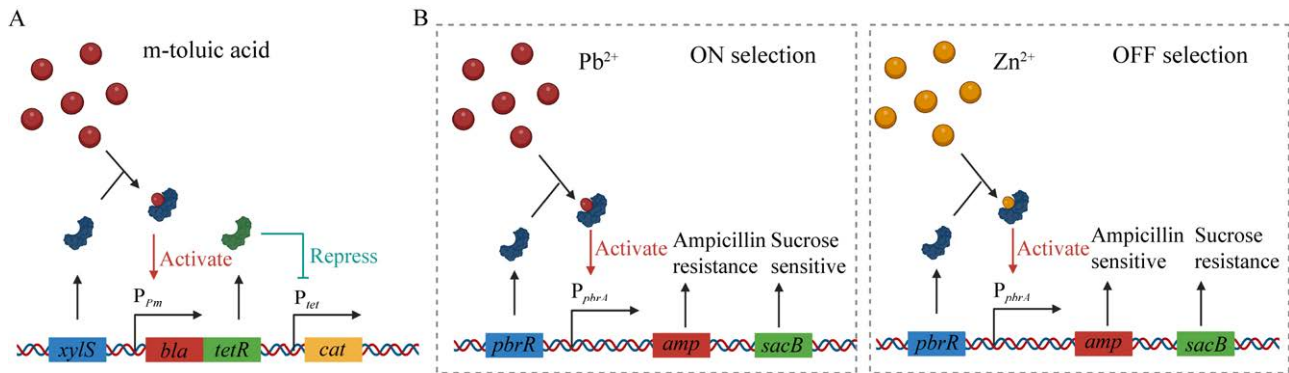 A
m-toluic acid
Activate
Repress
P_Pm
P_tet
xylS
bla
tetR
cat
B
Pb²⁺
ON selection
Activate
Ampicillin
resistance
Sucrose
sensitive
P_pbrA
pbrR
amp
sacB
Zn²⁺
OFF selection
Activate
Ampicillin
sensitive
Sucrose
resistance
P_pbrA
pbrR
amp
sacB